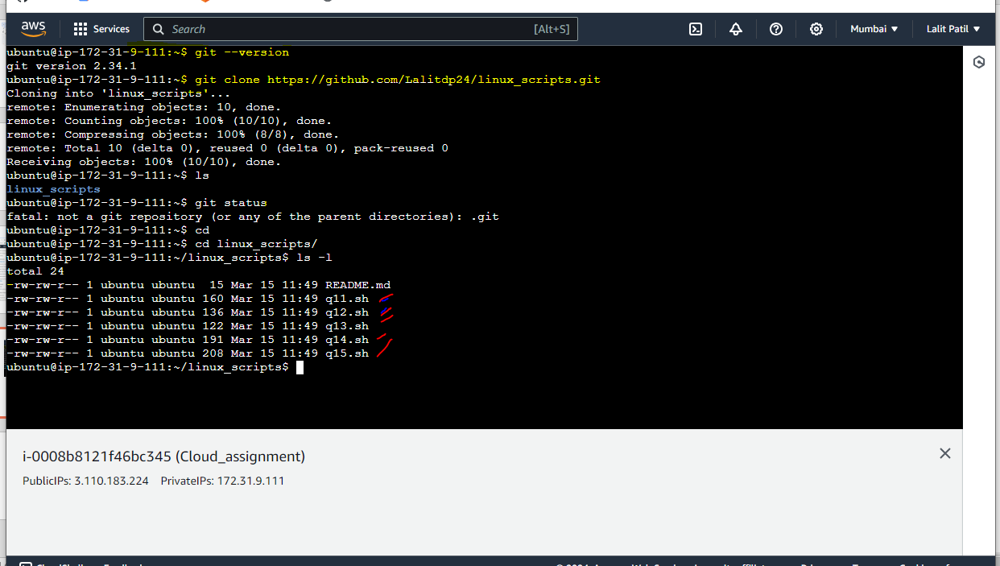 aws Services Search [Alt+S] Mumbai Lalit Patil
ubuntu@ip-172-31-9-111:~$ git --version
git version 2.34.1
ubuntu@ip-172-31-9-111:~$ git clone https://github.com/Lalitdp24/linux_scripts.git
Cloning into 'linux_scripts'...
remote: Enumerating objects: 10, done.
remote: Counting objects: 100% (10/10), done.
remote: Compressing objects: 100% (8/8), done.
remote: Total 10 (delta 0), reused 0 (delta 0), pack-reused 0
Receiving objects: 100% (10/10), done.
ubuntu@ip-172-31-9-111:~$ ls
linux_scripts
ubuntu@ip-172-31-9-111:~$ git status
fatal: not a git repository (or any of the parent directories): .git
ubuntu@ip-172-31-9-111:~$ cd
ubuntu@ip-172-31-9-111:~$ cd linux_scripts/
ubuntu@ip-172-31-9-111:~/linux_scripts$ ls -l
total 24
-rw-rw-r-- 1 ubuntu ubuntu  15 Mar 15 11:49 README.md
-rw-rw-r-- 1 ubuntu ubuntu 160 Mar 15 11:49 q11.sh
-rw-rw-r-- 1 ubuntu ubuntu 136 Mar 15 11:49 q12.sh
-rw-rw-r-- 1 ubuntu ubuntu 122 Mar 15 11:49 q13.sh
-rw-rw-r-- 1 ubuntu ubuntu 191 Mar 15 11:49 q14.sh
-rw-rw-r-- 1 ubuntu ubuntu 208 Mar 15 11:49 q15.sh
ubuntu@ip-172-31-9-111:~/linux_scripts$
i-0008b8121f46bc345 (Cloud_assignment)
PublicIPs: 3.110.183.224 PrivateIPs: 172.31.9.111